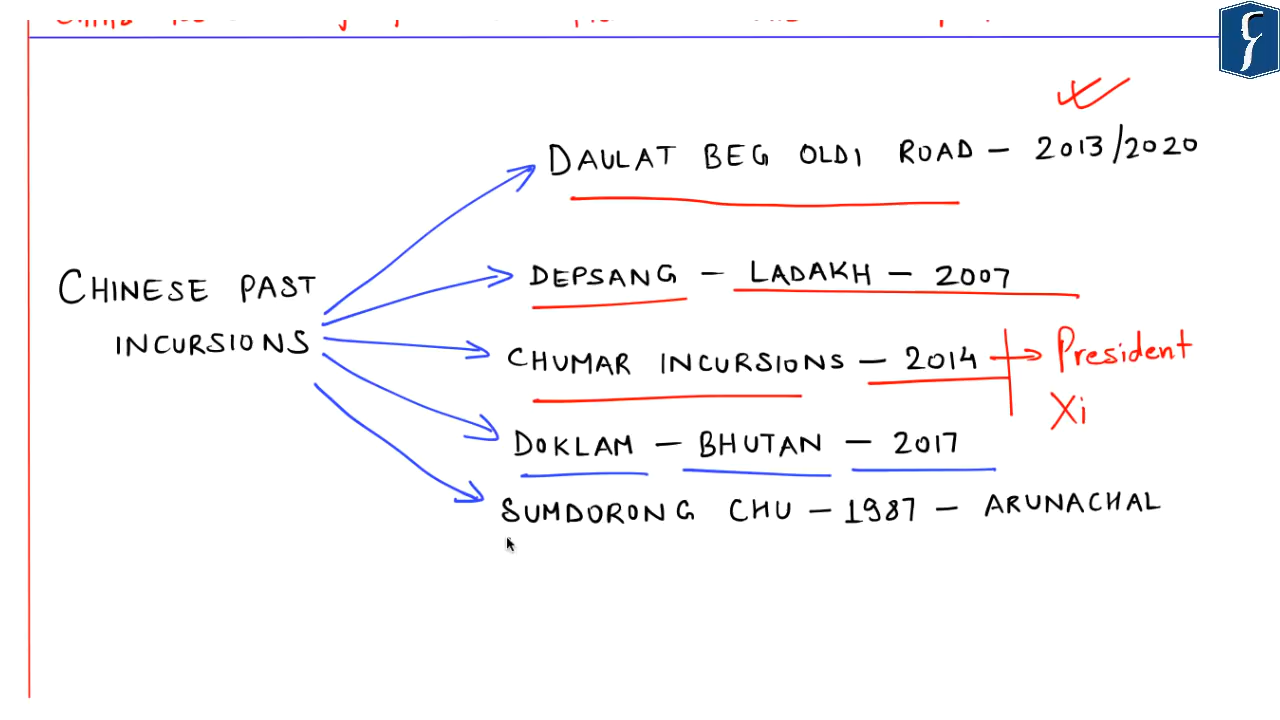 DAULAT BEG OLDI ROAD – 2013/2020
CHINESE PAST
INCURSIONS
DEPSANG – LADAKH – 2007
CHUMAR INCURSIONS – 2014 → President
Xi
DOKLAM – BHUTAN – 2017
SUMDORONG CHU – 1987 – ARUNACHAL